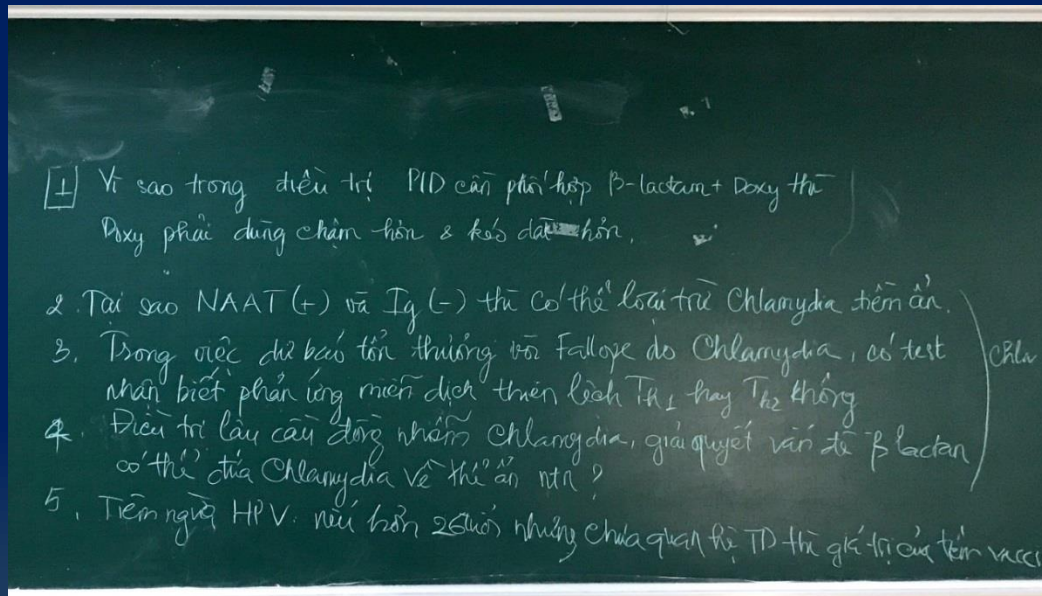 1 Vì sao trong điều trị PID cần phối hợp β-lactam + Doxy thì
Doxy phải dùng chậm hơn & kéo dài hơn.
2. Tại sao NAAT (+) và Ig (-) thì có thể loại trừ Chlamydia tiềm ẩn.
3. Trong việc dự báo tổn thương vòi Fallope do Chlamydia, có test
nhận biết phản ứng miễn dịch thiên lệch Th1 hay Th2 không
4. Điều trị lậu cầu đồng nhiễm Chlamydia, giải quyết vấn đề β lactan
có thể đưa Chlamydia về thể ẩn ntn?
5. Tiêm ngừa HPV: nếu hơn 26 tuổi nhưng chưa quan hệ TD thì giá trị của tiêm vacci
Chla